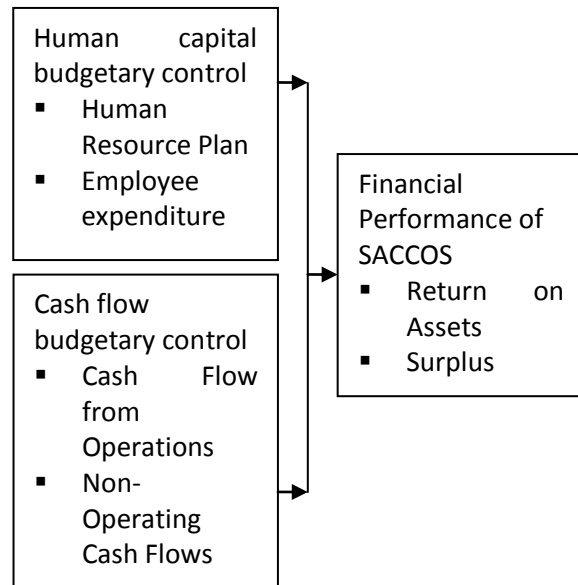 Human capital
budgetary control
▪ Human
Resource Plan
▪ Employee
expenditure
Cash flow
budgetary control
▪ Cash Flow
from
Operations
▪ Non-
Operating
Cash Flows
Financial
Performance of
SACCOS
▪ Return on
Assets
▪ Surplus